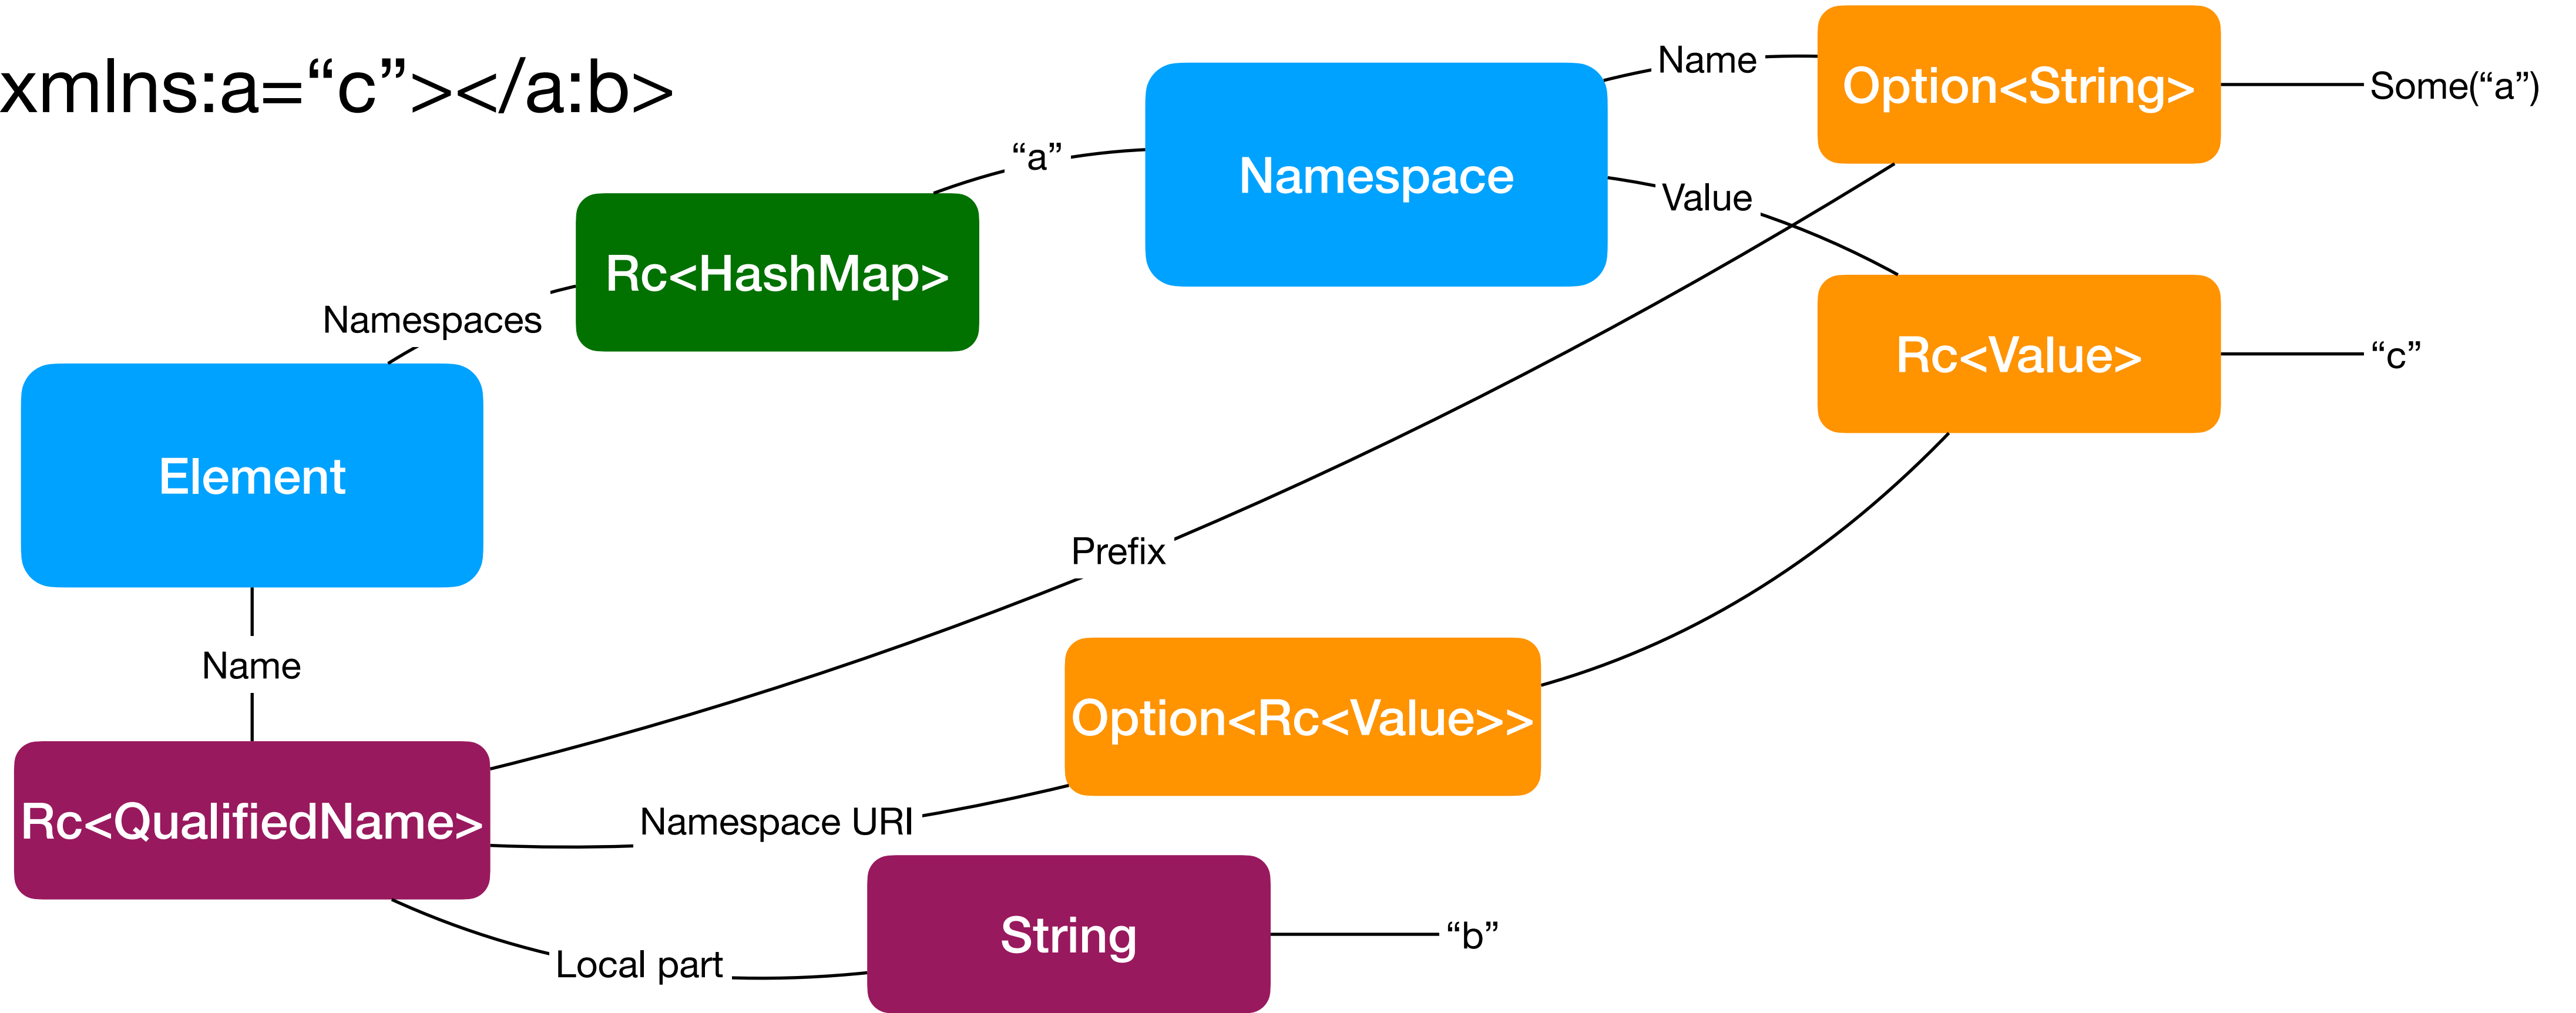 xmlns:a=“c”></a:b>
Name
Option<String>
Some(“a”)
“a”
Namespace
Value
Rc<HashMap>
Namespaces
Rc<Value>
“c”
Element
Prefix
Name
Option<Rc<Value>>
Rc<QualifiedName>
Namespace URI
String
“b”
Local part